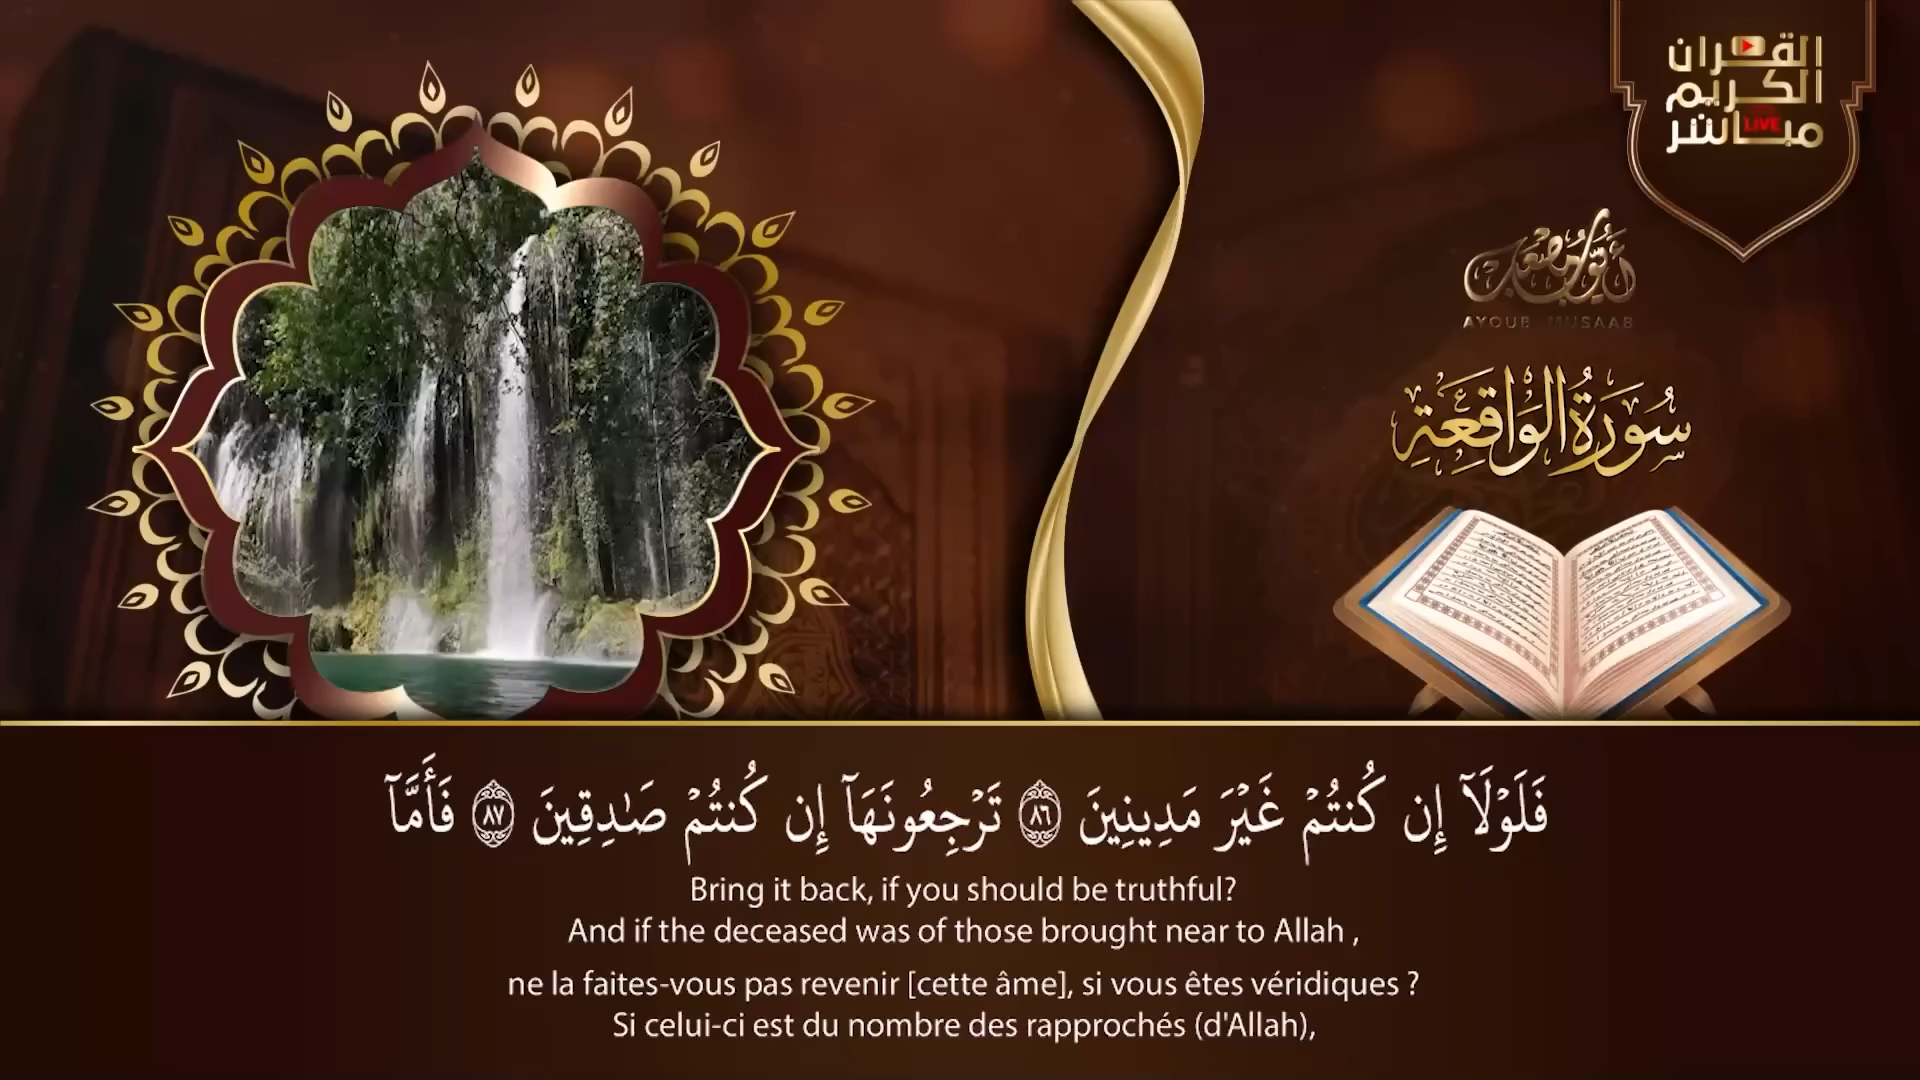 القران
الكريم
مباشر
LIVE
أيوب مصعب
AYOUB MUSAAB
سُورَةُ الوَاقِعَةِ
فَلَوْلَآ إِن كُنتُمْ غَيْرَ مَدِينِينَ ٨٦ تَرْجِعُونَهَآ إِن كُنتُمْ صَـٰدِقِينَ ٨٧ فَأَمَّآ
Bring it back, if you should be truthful?
And if the deceased was of those brought near to Allah ,
ne la faites-vous pas revenir [cette âme], si vous êtes véridiques ?
Si celui-ci est du nombre des rapprochés (d'Allah),